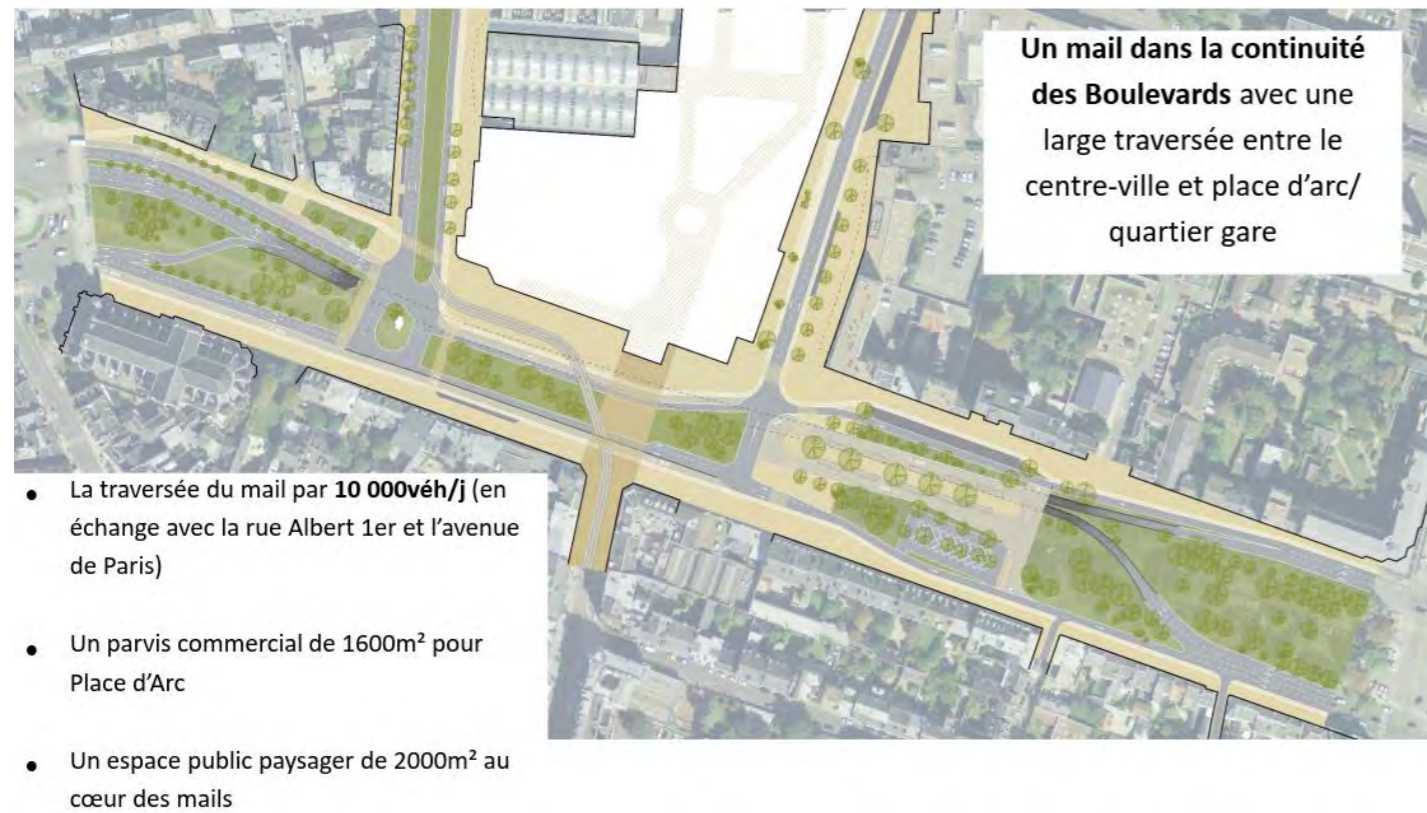 Un mail dans la continuité
des Boulevards avec une
large traversée entre le
centre-ville et place d’arc/
quartier gare
• La traversée du mail par 10 000véh/j (en
échange avec la rue Albert 1er et l’avenue
de Paris)
• Un parvis commercial de 1600m² pour
Place d’Arc
• Un espace public paysager de 2000m² au
cœur des mails